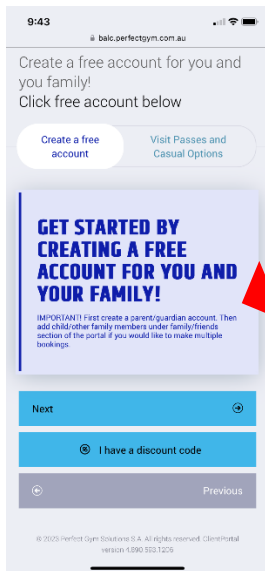 9:43
balc.perfectgym.com.au
Create a free account for you and
you family!
Click free account below
Create a free
account
Visit Passes and
Casual Options
GET STARTED BY
CREATING A FREE
ACCOUNT FOR YOU AND
YOUR FAMILY!
IMPORTANT! First create a parent/guardian account. Then
add child/other family members under family/friends
section of the portal if you would like to make multiple
bookings.
Next
I have a discount code
Previous
© 2025 Perfect Gym Solutions S.A. All rights reserved. ClientPortal
version